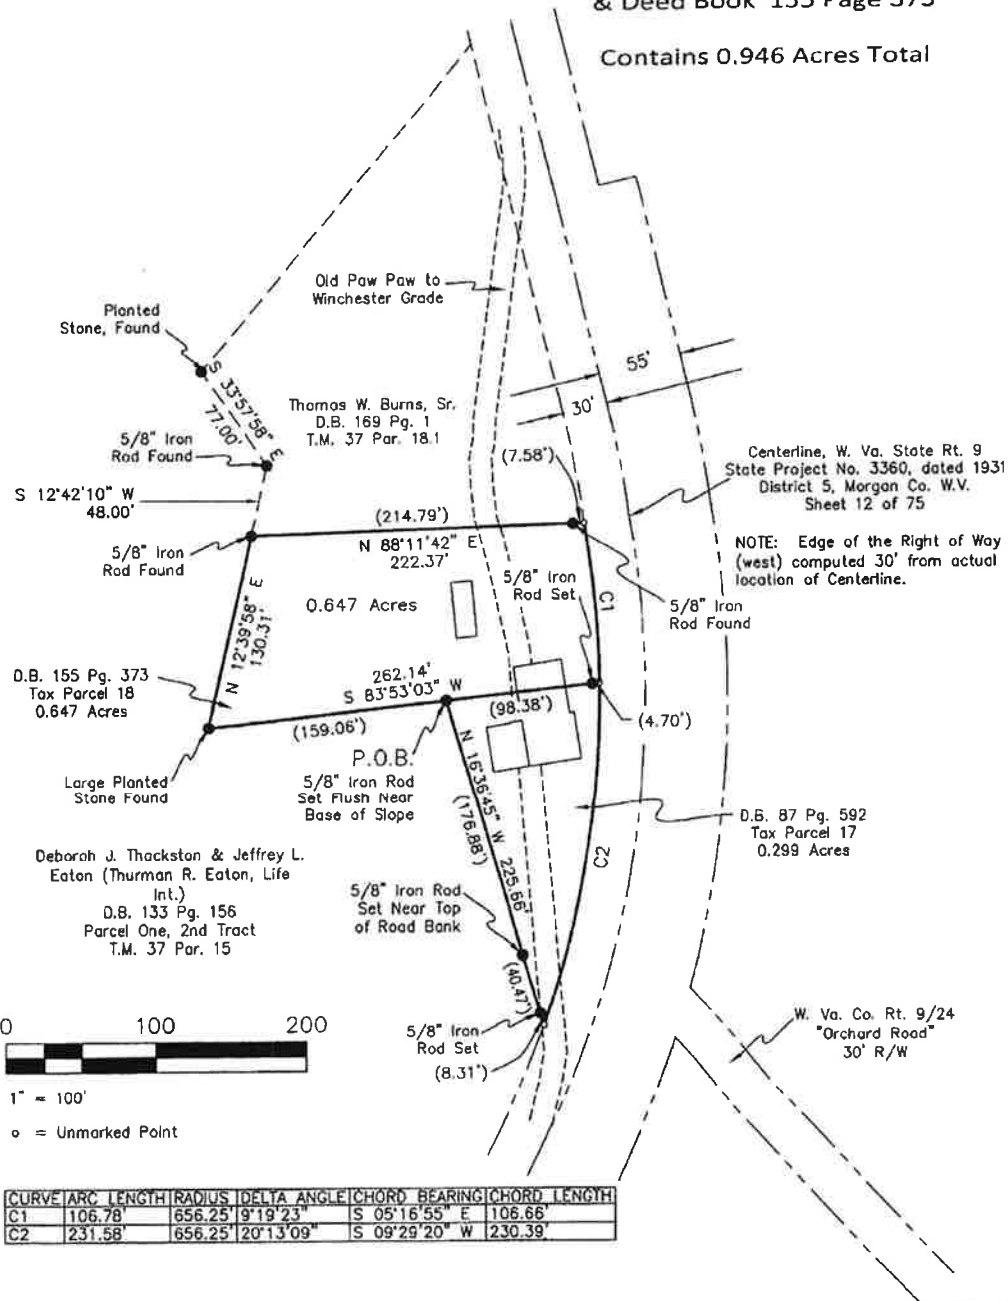 & Deed Book 155 Page 373
Contains 0.946 Acres Total
Old Paw Paw to
Winchester Grade
Planted
Stone, Found
S 33°57'58" E
77.00'
55'
30'
Thomas W. Burns, Sr.
D.B. 169 Pg. 1
T.M. 37 Par. 18.1
5/8" Iron
Rod Found
(7.58')
Centerline, W. Va. State Rt. 9
State Project No. 3360, dated 1931
District 5, Morgan Co. W.V.
Sheet 12 of 75
S 12°42'10" W
48.00'
(214.79')
N 88°11'42" E
222.37'
5/8" Iron
Rod Found
NOTE: Edge of the Right of Way
(west) computed 30' from actual
location of Centerline.
5/8" Iron
Rod Set
C1
5/8" Iron
Rod Found
0.647 Acres
N 12°39'58" E
130.31'
D.B. 155 Pg. 373
Tax Parcel 18
0.647 Acres
262.14'
S 83°53'03" W
(159.06')
(98.38')
(4.70')
P.O.B.
5/8" Iron Rod
Set Flush Near
Base of Slope
Large Planted
Stone Found
N 16°36'45" W 225.66'
(176.88')
D.B. 87 Pg. 592
Tax Parcel 17
0.299 Acres
C2
Deborah J. Thackston & Jeffrey L.
Eaton (Thurman R. Eaton, Life
Int.)
D.B. 133 Pg. 156
Parcel One, 2nd Tract
T.M. 37 Par. 15
5/8" Iron Rod
Set Near Top
of Road Bank
(40.47')
5/8" Iron
Rod Set
(8.31')
W. Va. Co. Rt. 9/24
"Orchard Road"
30' R/W
0 100 200
1" = 100'
o = Unmarked Point
CURVE ARC LENGTH RADIUS DELTA ANGLE CHORD BEARING CHORD LENGTH
C1 106.78' 656.25' 9°19'23" S 05°16'55" E 106.66'
C2 231.58' 656.25' 20°13'09" S 09°29'20" W 230.39'